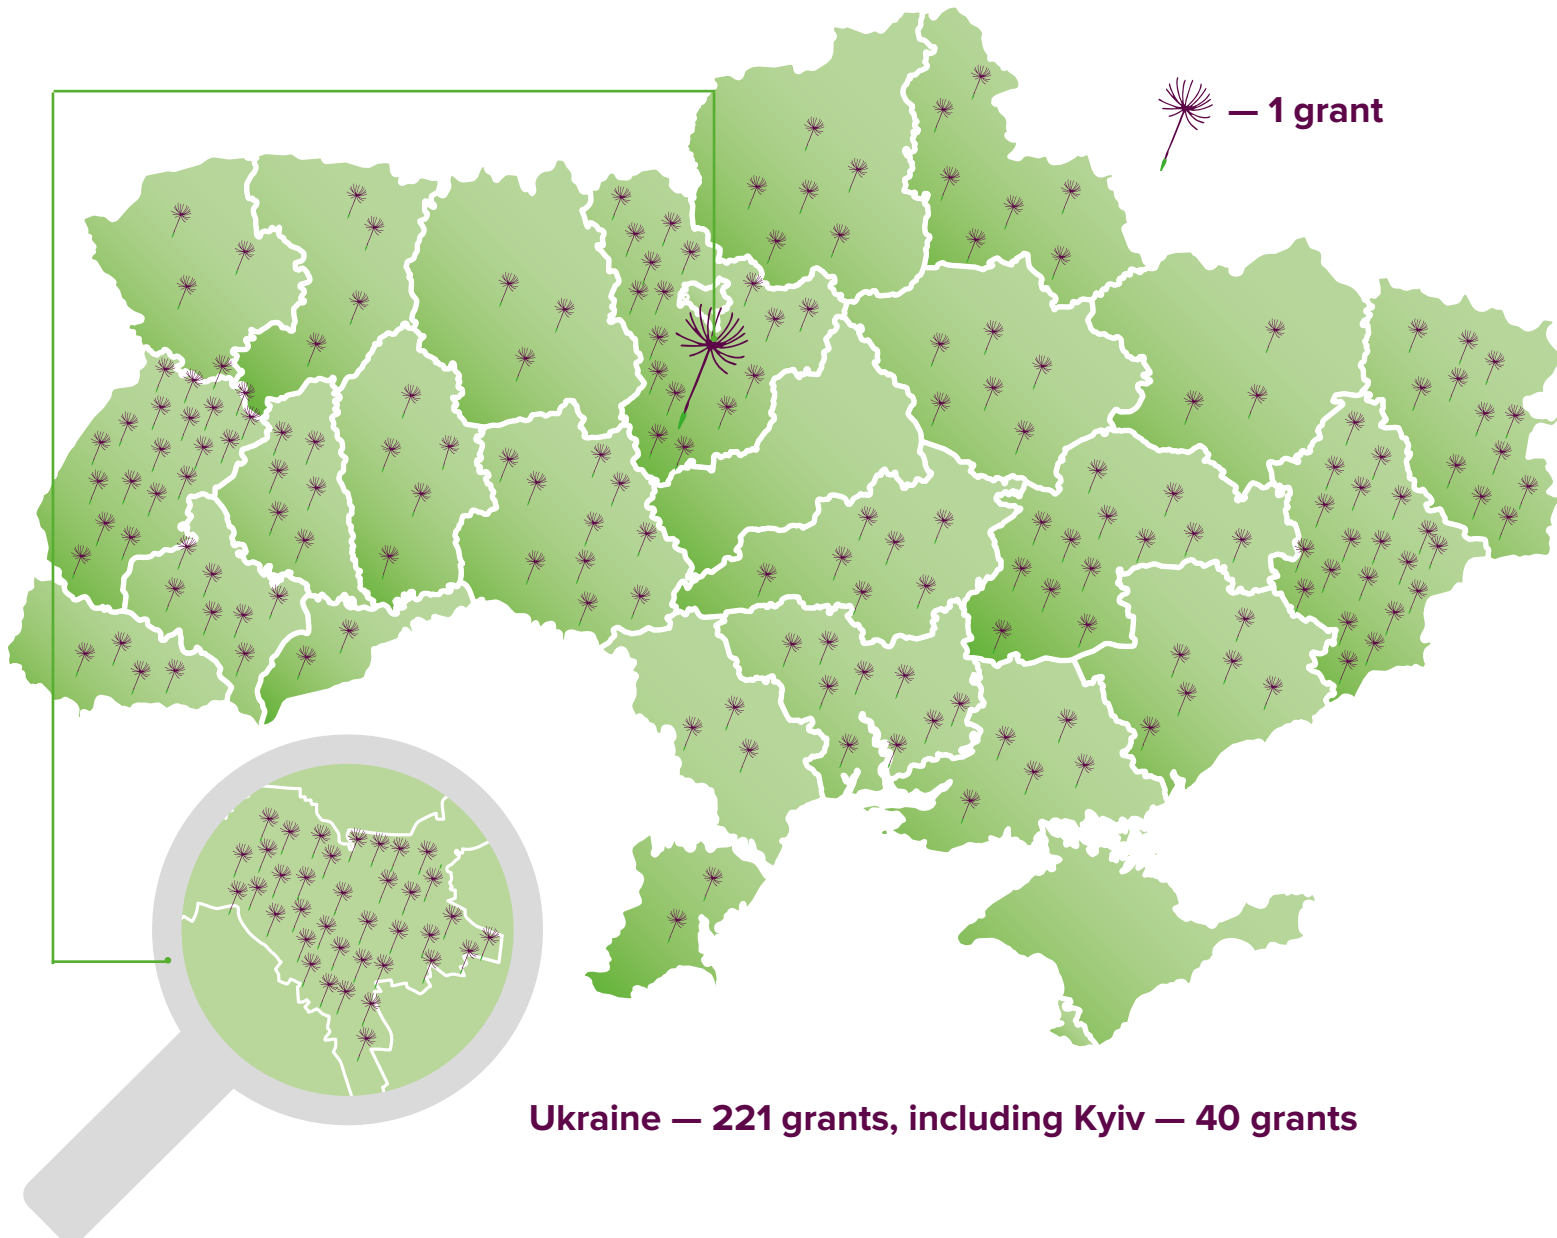 — 1 grant
Ukraine — 221 grants, including Kyiv — 40 grants